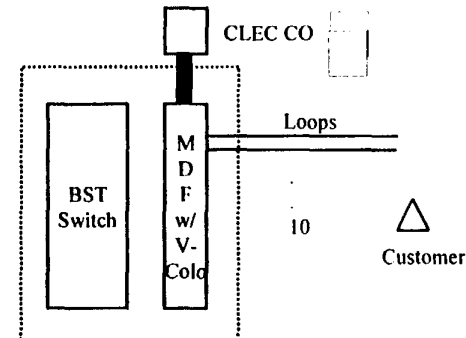 CLEC CO
Loops
M
D
F
w/
V-
Colo
BST
Switch
10
Customer